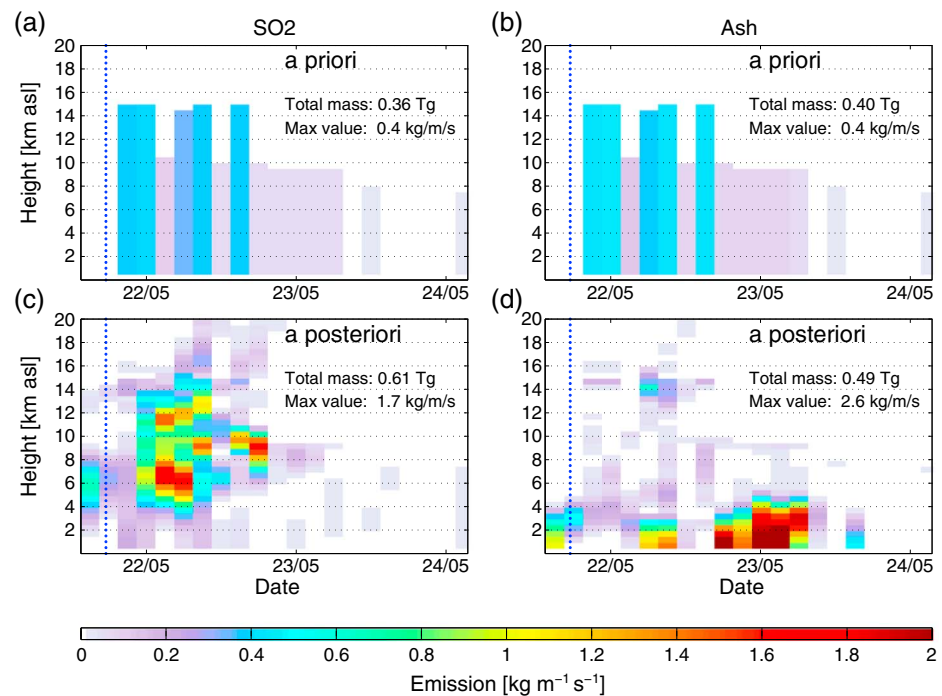 (a) SO2
(b) Ash
20
18
16
14
12
10
8
6
4
2
Height [km asl]
a priori
Total mass: 0.36 Tg
Max value: 0.4 kg/m/s
22/05 23/05 24/05
20
18
16
14
12
10
8
6
4
2
a priori
Total mass: 0.40 Tg
Max value: 0.4 kg/m/s
22/05 23/05 24/05
(c)
20
18
16
14
12
10
8
6
4
2
Height [km asl]
a posteriori
Total mass: 0.61 Tg
Max value: 1.7 kg/m/s
22/05 23/05 24/05
Date
(d)
20
18
16
14
12
10
8
6
4
2
a posteriori
Total mass: 0.49 Tg
Max value: 2.6 kg/m/s
22/05 23/05 24/05
Date
0 0.2 0.4 0.6 0.8 1 1.2 1.4 1.6 1.8 2
Emission [kg m⁻¹ s⁻¹]